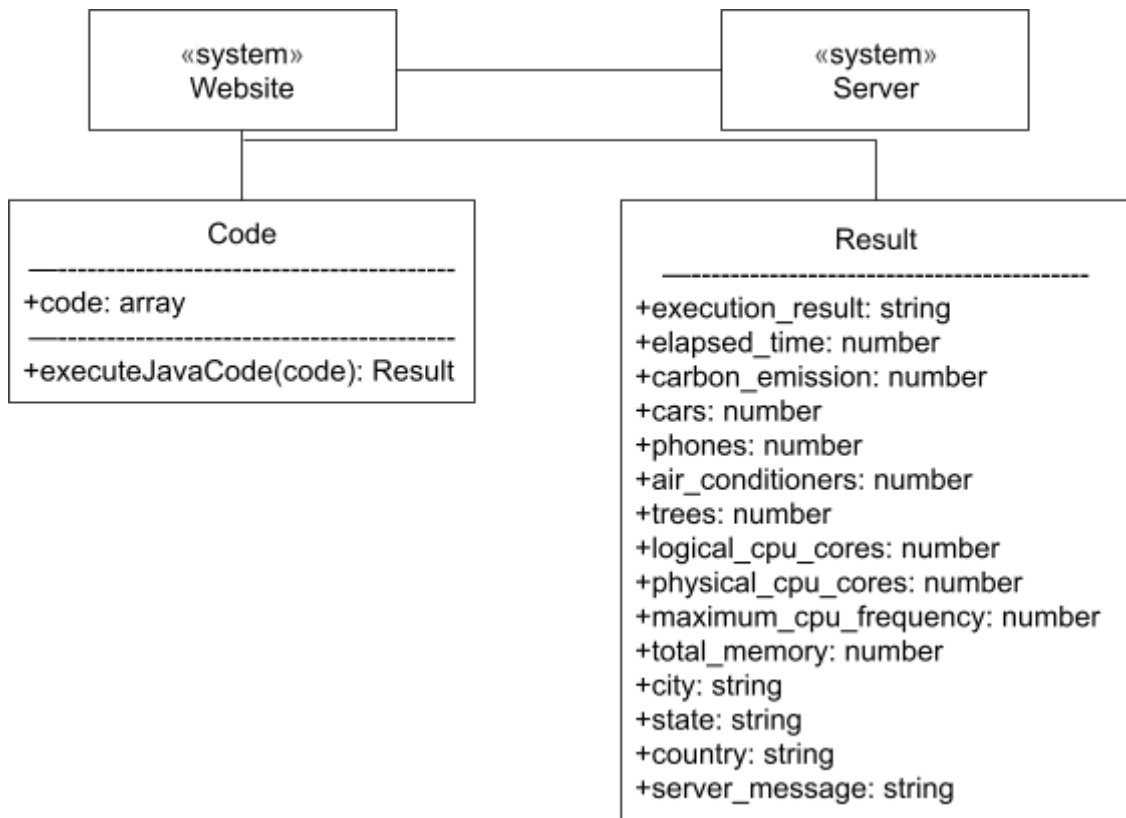 «system»
Website
«system»
Server
Code
+code: array
+executeJavaCode(code): Result
Result
+execution_result: string
+elapsed_time: number
+carbon_emission: number
+cars: number
+phones: number
+air_conditioners: number
+trees: number
+logical_cpu_cores: number
+physical_cpu_cores: number
+maximum_cpu_frequency: number
+total_memory: number
+city: string
+state: string
+country: string
+server_message: string